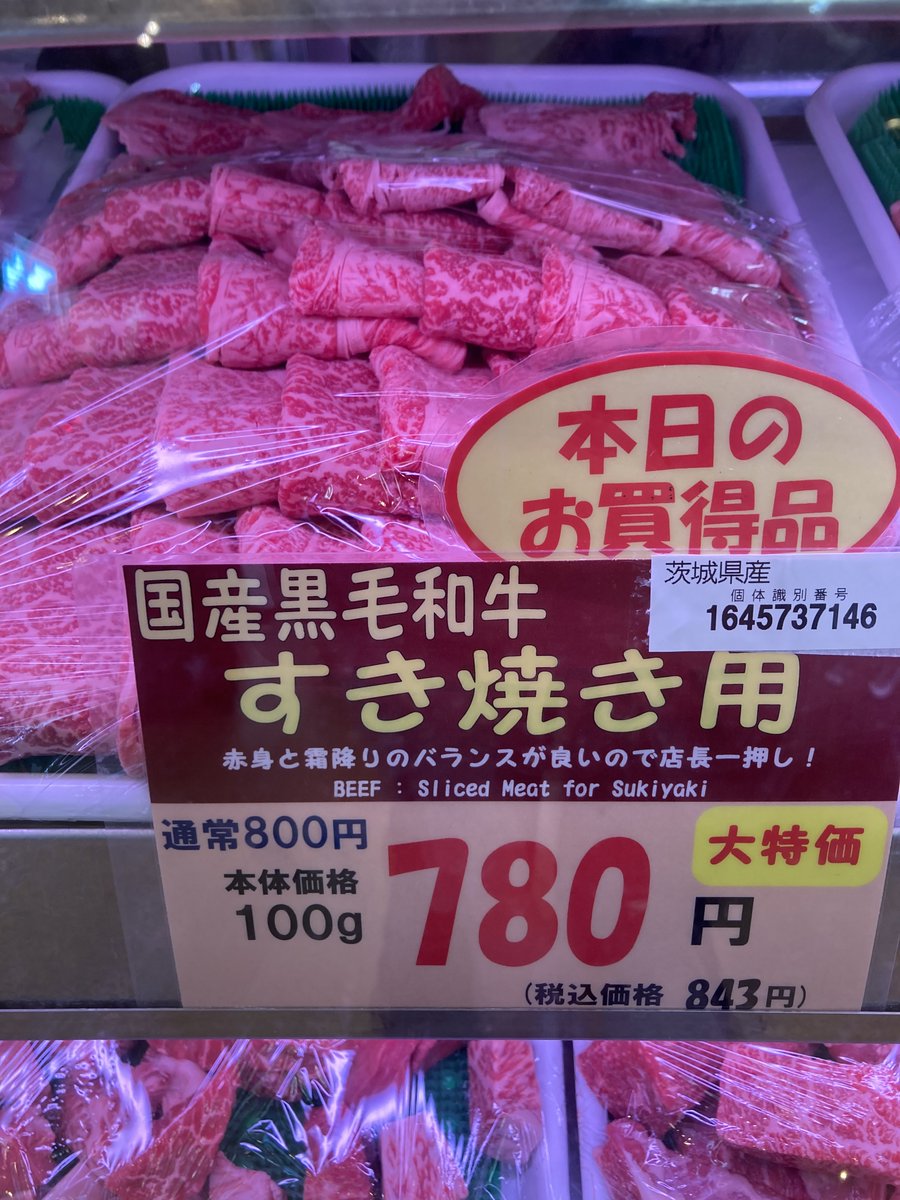 本日の
お買得品
茨城県産
個体識別番号
1645737146
国産黒毛和牛
すき焼き用
赤身と霜降りのバランスが良いので店長一押し！
BEEF : Sliced Meat for Sukiyaki
通常800円
大特価
本体価格
100g
780円
(税込価格 843円)